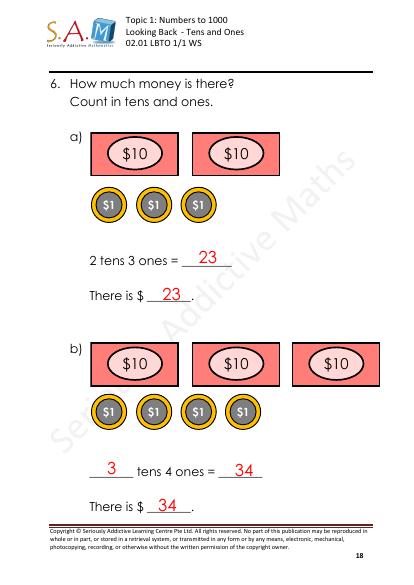 S.A.M
Seriously Addictive Mathematics
Topic 1: Numbers to 1000
Looking Back - Tens and Ones
02.01 LBTO 1/1 WS
6. How much money is there?
Count in tens and ones.
a)
$10 $10
$1 $1 $1
2 tens 3 ones = 23
There is $ 23.
b)
$10 $10 $10
$1 $1 $1 $1
3 tens 4 ones = 34
There is $ 34.
Seriously Addictive Maths
Copyright © Seriously Addictive Learning Centre Pte Ltd. All rights reserved. No part of this publication may be reproduced in
whole or in part, or stored in a retrieval system, or transmitted in any form or by any means, electronic, mechanical,
photocopying, recording, or otherwise without the written permission of the copyright owner.
18